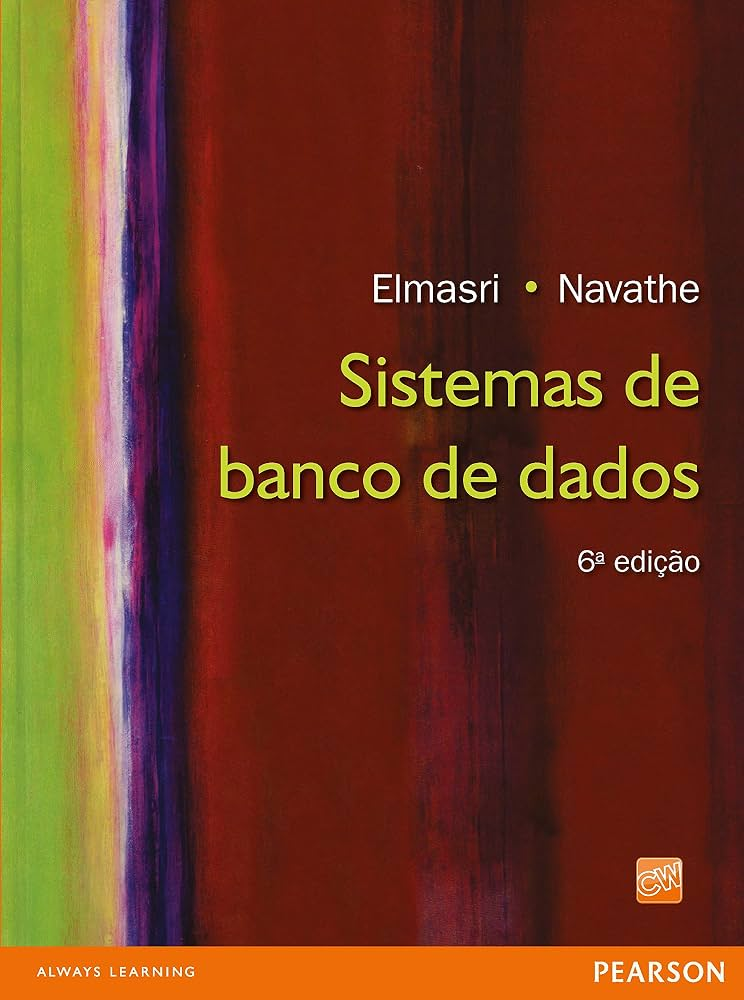 Elmasri • Navathe
Sistemas de
banco de dados
6ª edição
CW
ALWAYS LEARNING
PEARSON